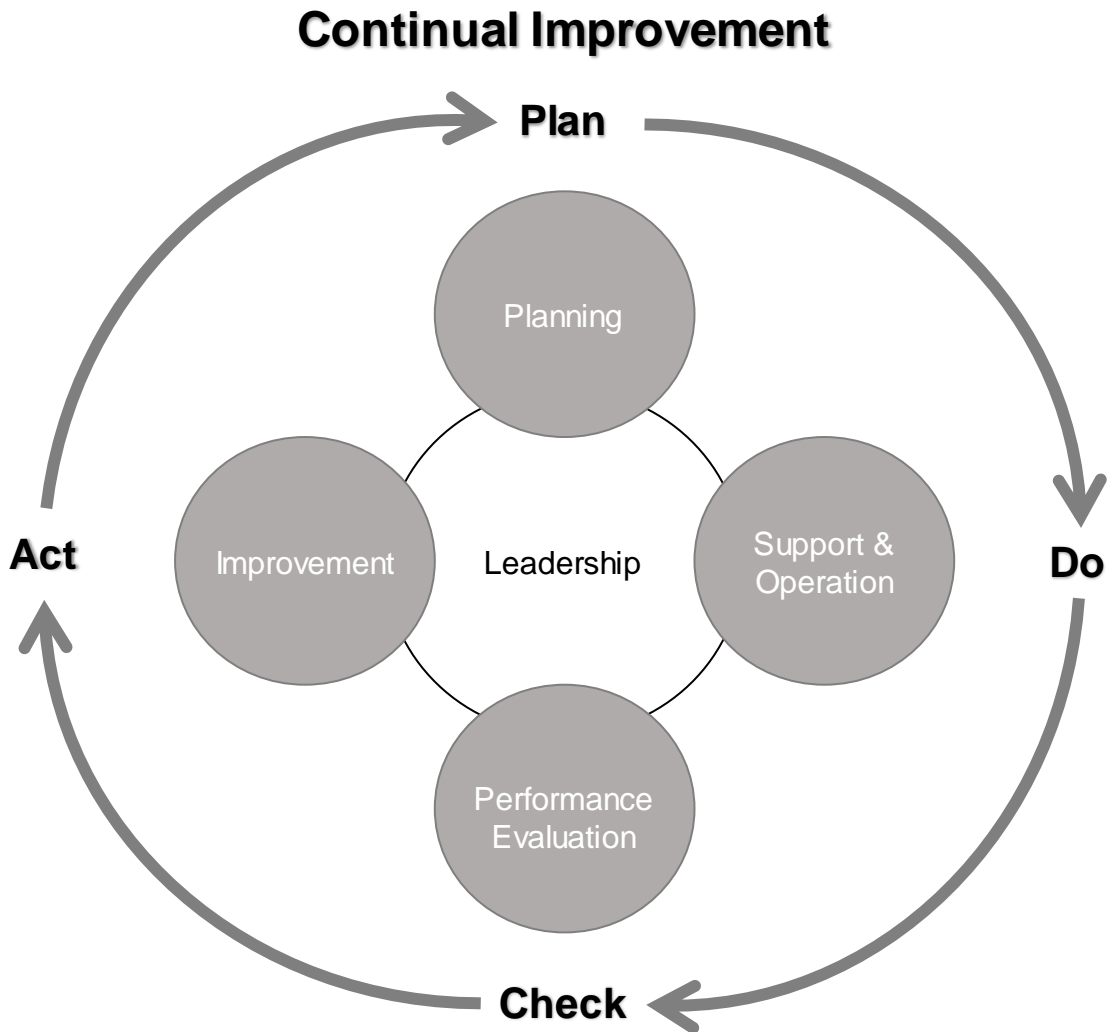 Continual Improvement
Plan
Planning
Act
Improvement
Leadership
Support &
Operation
Do
Performance
Evaluation
Check